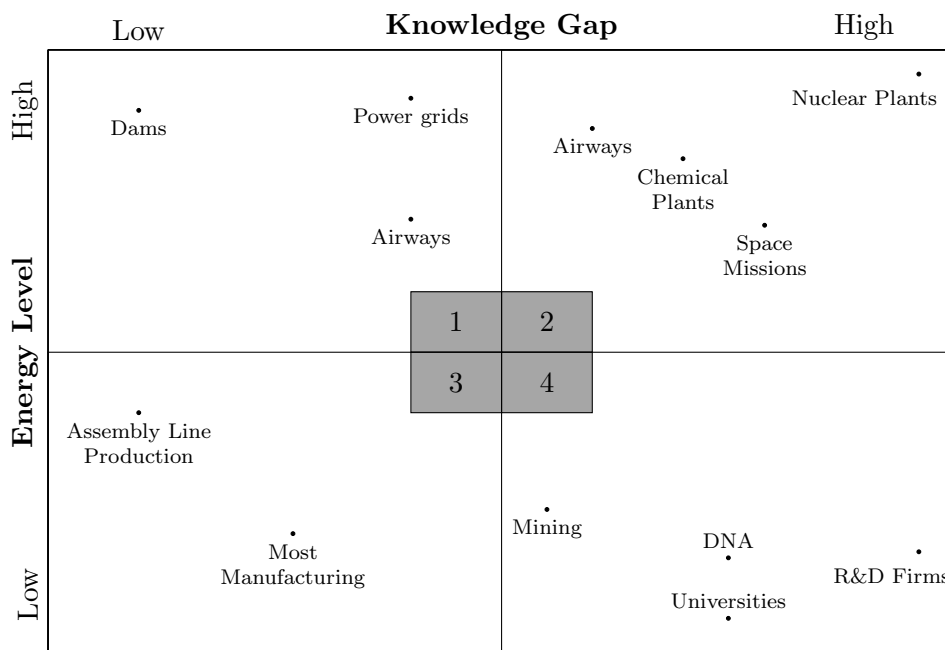 Low Knowledge Gap High
High
Nuclear Plants
Dams
Power grids
Airways
Chemical
Plants
Airways
Space
Missions
Energy Level
1 2
3 4
Assembly Line
Production
Mining
DNA
Most
Manufacturing
R&D Firms
Low
Universities